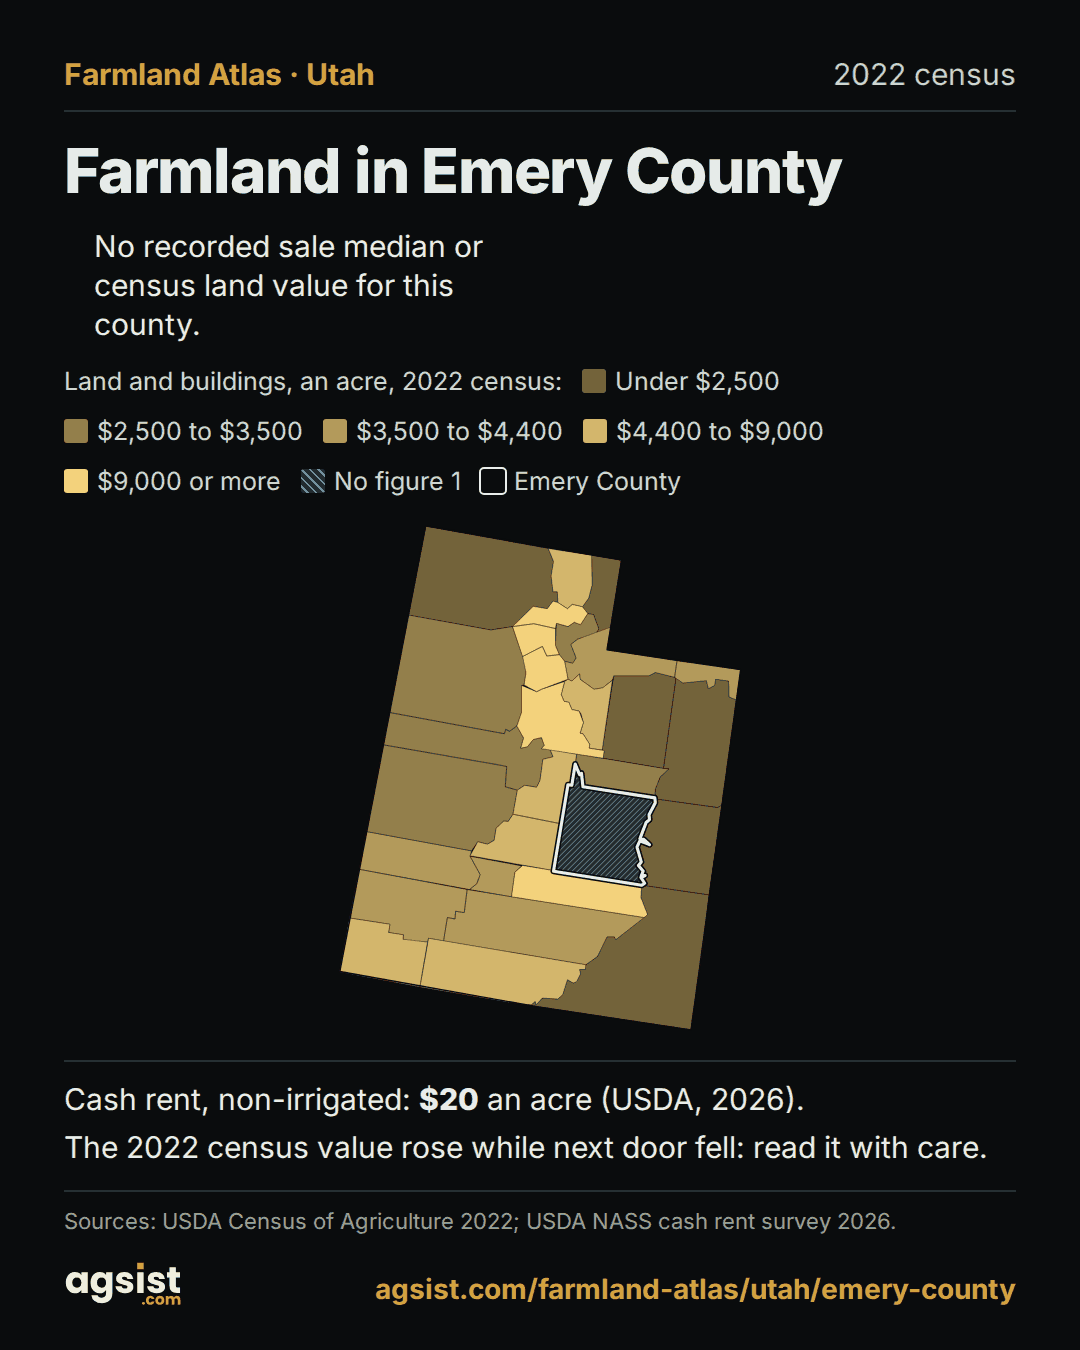 Farmland Atlas · Utah
2022 census
Farmland in Emery County
No recorded sale median or
census land value for this
county.
Land and buildings, an acre, 2022 census: Under $2,500
$2,500 to $3,500 $3,500 to $4,400 $4,400 to $9,000
$9,000 or more No figure 1 Emery County
Cash rent, non-irrigated: $20 an acre (USDA, 2026).
The 2022 census value rose while next door fell: read it with care.
Sources: USDA Census of Agriculture 2022; USDA NASS cash rent survey 2026.
agsist
.com
agsist.com/farmland-atlas/utah/emery-county